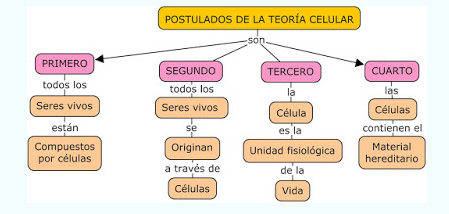 POSTULADOS DE LA TEORÍA CELULAR
son
PRIMERO
todos los
Seres vivos
están
Compuestos
por células
SEGUNDO
todos los
Seres vivos
se
Originan
a través de
Células
TERCERO
la
Célula
es la
Unidad fisiológica
de la
Vida
CUARTO
las
Células
contienen el
Material
hereditario